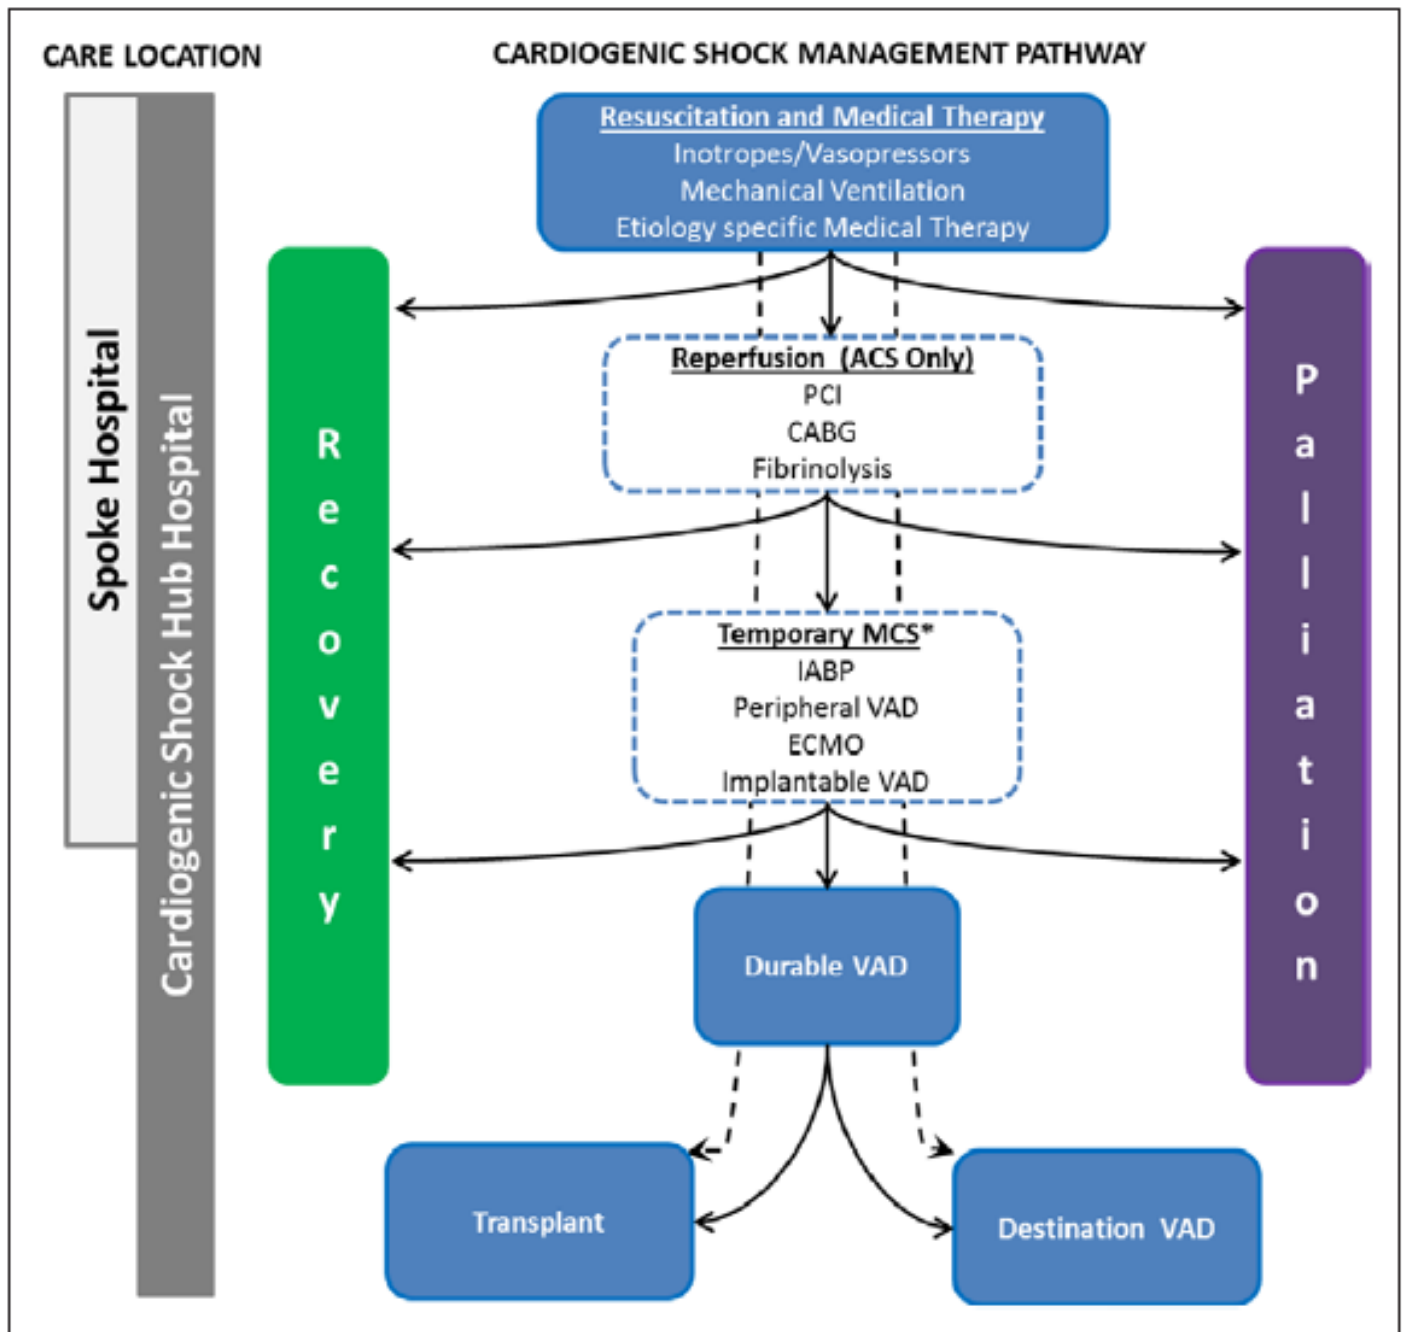 CARE LOCATION
CARDIOGENIC SHOCK MANAGEMENT PATHWAY
Resuscitation and Medical Therapy
Inotropes/Vasopressors
Mechanical Ventilation
Etiology specific Medical Therapy
Spoke Hospital
Cardiogenic Shock Hub Hospital
Recovery
Palliation
Reperfusion (ACS Only)
PCI
CABG
Fibrinolysis
Temporary MCS*
IABP
Peripheral VAD
ECMO
Implantable VAD
Durable VAD
Transplant
Destination VAD